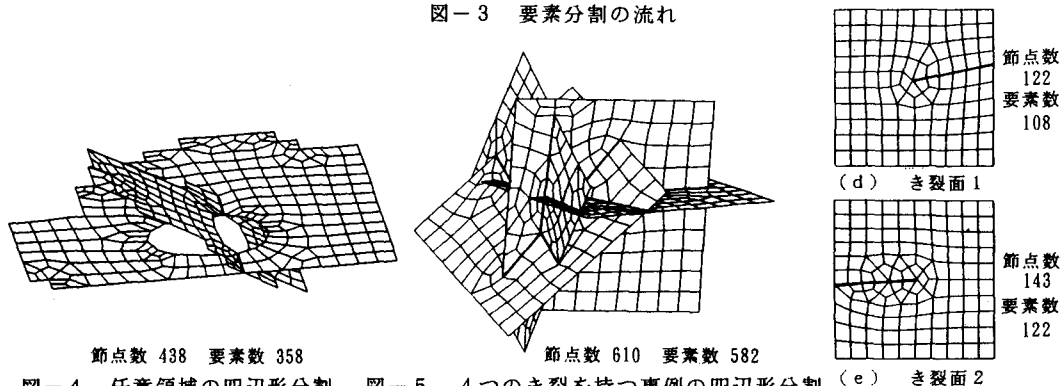 図－3 要素分割の流れ
節点数
122
要素数
108
(d) き裂面1
節点数
143
要素数
122
(e) き裂面2
節点数 438 要素数 358
節点数 610 要素数 582
図－4 任意領域の四辺形分割
図－5 4つのき裂を持つ事例の四辺形分割